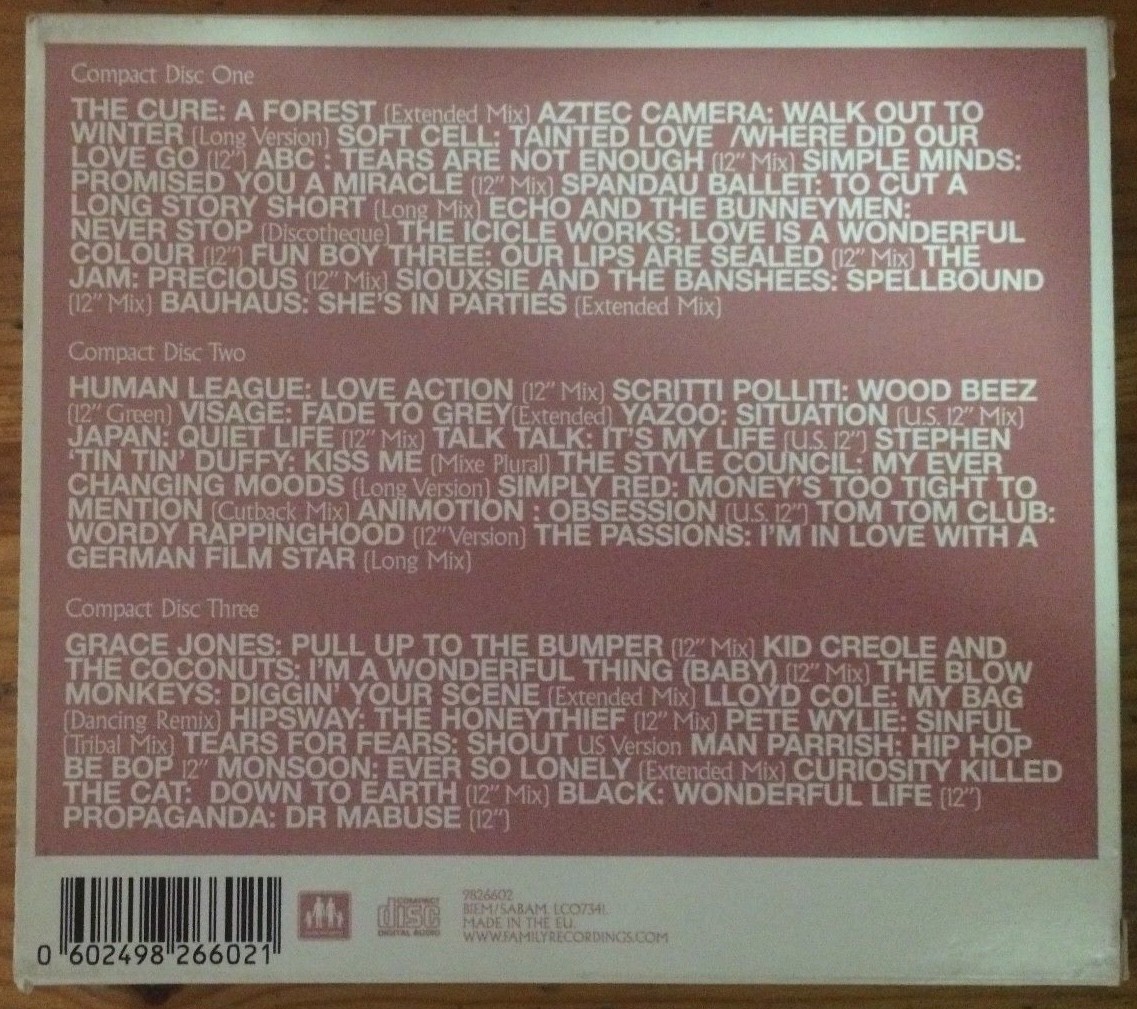 Compact Disc One
THE CURE: A FOREST (Extended Mix) AZTEC CAMERA: WALK OUT TO
WINTER (Long Version) SOFT CELL: TAINTED LOVE /WHERE DID OUR
LOVE GO (12") ABC : TEARS ARE NOT ENOUGH (12" Mix) SIMPLE MINDS:
PROMISED YOU A MIRACLE (12" Mix) SPANDAU BALLET: TO CUT A
LONG STORY SHORT (Long Mix) ECHO AND THE BUNNEYMEN:
NEVER STOP (Discotheque) THE ICICLE WORKS: LOVE IS A WONDERFUL
COLOUR (12") FUN BOY THREE: OUR LIPS ARE SEALED (12" Mix) THE
JAM: PRECIOUS (12" Mix) SIOUXSIE AND THE BANSHEES: SPELLBOUND
(12" Mix) BAUHAUS: SHE'S IN PARTIES (Extended Mix)
Compact Disc Two
HUMAN LEAGUE: LOVE ACTION (12" Mix) SCRITTI POLLITI: WOOD BEEZ
(12" Green) VISAGE: FADE TO GREY(Extended) YAZOO: SITUATION (U.S. 12" Mix)
JAPAN: QUIET LIFE (12" Mix) TALK TALK: IT'S MY LIFE (U.S. 12") STEPHEN
'TIN TIN' DUFFY: KISS ME (Mixe Plural) THE STYLE COUNCIL: MY EVER
CHANGING MOODS (Long Version) SIMPLY RED: MONEY'S TOO TIGHT TO
MENTION (Cutback Mix) ANIMOTION : OBSESSION (U.S. 12") TOM TOM CLUB:
WORDY RAPPINGHOOD (12" Version) THE PASSIONS: I'M IN LOVE WITH A
GERMAN FILM STAR (Long Mix)
Compact Disc Three
GRACE JONES: PULL UP TO THE BUMPER (12" Mix) KID CREOLE AND
THE COCONUTS: I'M A WONDERFUL THING (BABY) (12" Mix) THE BLOW
MONKEYS: DIGGIN' YOUR SCENE (Extended Mix) LLOYD COLE: MY BAG
(Dancing Remix) HIPSWAY: THE HONEYTHIEF (12" Mix) PETE WYLIE: SINFUL
(Tribal Mix) TEARS FOR FEARS: SHOUT US Version MAN PARRISH: HIP HOP
BE BOP 12" MONSOON: EVER SO LONELY (Extended Mix) CURIOSITY KILLED
THE CAT: DOWN TO EARTH (12" Mix) BLACK: WONDERFUL LIFE (12")
PROPAGANDA: DR MABUSE (12")
0 602498 266021
COMPACT
disc
DIGITAL AUDIO
9826602
BIEM/SABAM. LC07341.
MADE IN THE EU.
WWW.FAMILYRECORDINGS.COM